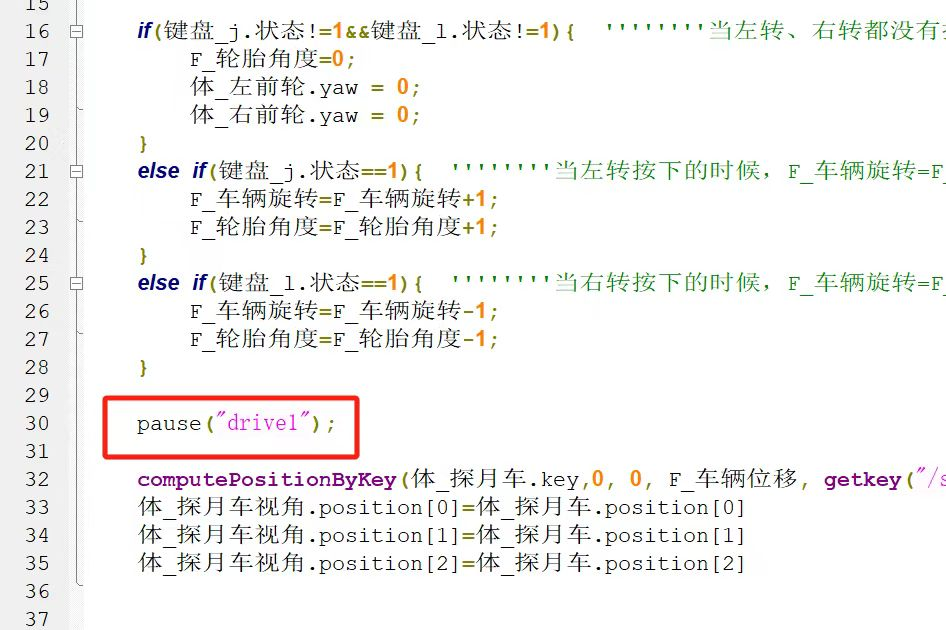 15
16 if(键盘_j.状态!=1&&键盘_l.状态!=1){ ''''''''当左转、右转都没有
17 F_轮胎角度=0;
18 体_左前轮.yaw = 0;
19 体_右前轮.yaw = 0;
20 }
21 else if(键盘_j.状态==1){ ''''''''当左转按下的时候，F_车辆旋转=F_
22 F_车辆旋转=F_车辆旋转+1;
23 F_轮胎角度=F_轮胎角度+1;
24 }
25 else if(键盘_l.状态==1){ ''''''''当右转按下的时候，F_车辆旋转=F_
26 F_车辆旋转=F_车辆旋转-1;
27 F_轮胎角度=F_轮胎角度-1;
28 }
29
30 pause("drive1");
31
32 computePositionByKey(体_探月车.key,0, 0, F_车辆位移, getkey("/s
33 体_探月车视角.position[0]=体_探月车.position[0]
34 体_探月车视角.position[1]=体_探月车.position[1]
35 体_探月车视角.position[2]=体_探月车.position[2]
36
37